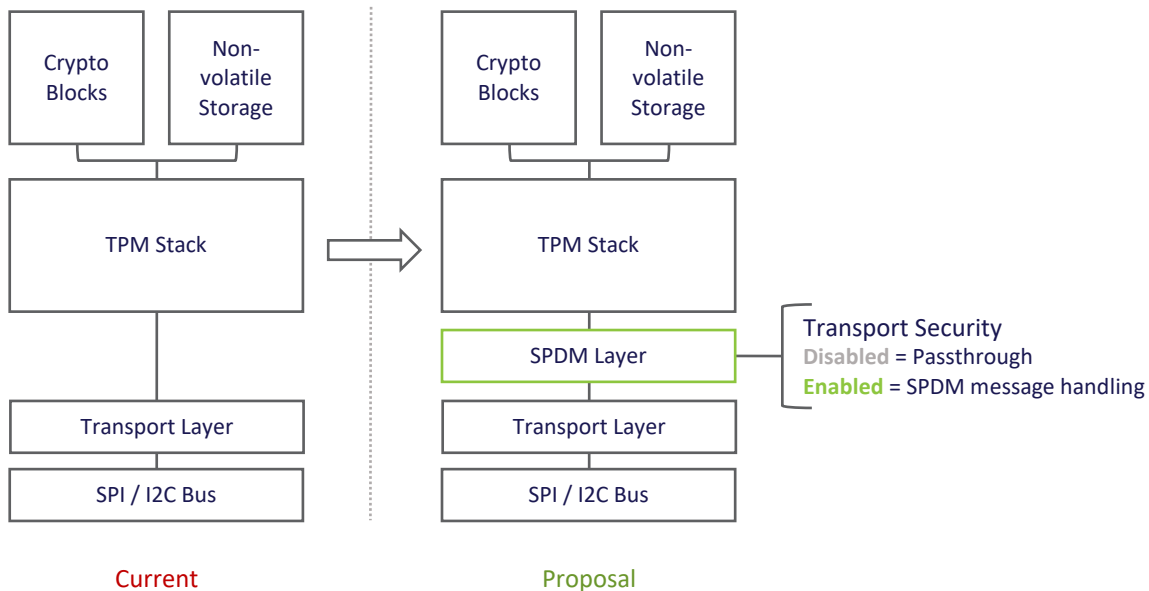 Crypto
Blocks
Non-
volatile
Storage
TPM Stack
Transport Layer
SPI / I2C Bus
Current
Crypto
Blocks
Non-
volatile
Storage
TPM Stack
SPDM Layer
Transport Layer
SPI / I2C Bus
Proposal
Transport Security
Disabled = Passthrough
Enabled = SPDM message handling